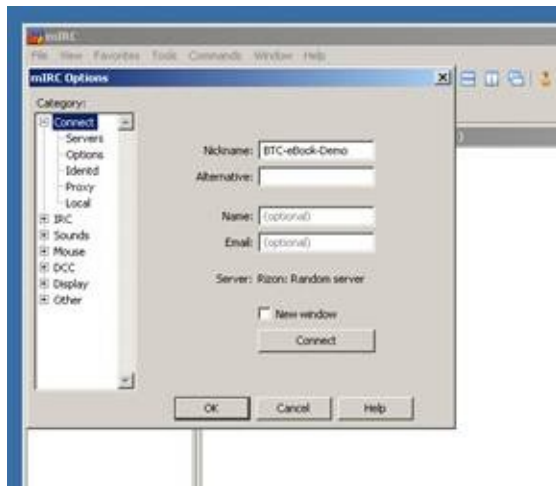 mIRC
File View Favorites Tools Commands Window Help
mIRC Options
Category:
Connect
Servers
Options
Identd
Proxy
Local
IRC
Sounds
Mouse
DCC
Display
Other
Nickname: BTC-eBook-Demo
Alternative:
Name: (optional)
Email: (optional)
Server: Rizon: Random server
New window
Connect
OK Cancel Help